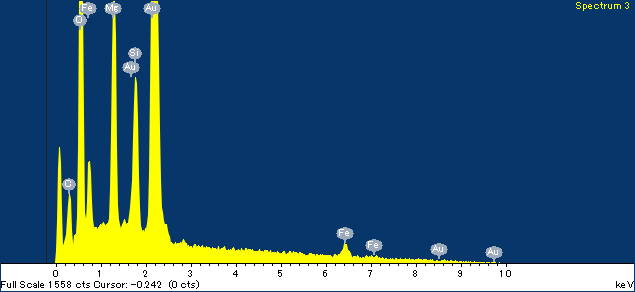 Spectrum 3
Fe Mg Au
O
Si
Au
C
Fe
Fe
Au
Au
0 1 2 3 4 5 6 7 8 9 10
Full Scale 1558 cts Cursor: -0.242 (0 cts) keV